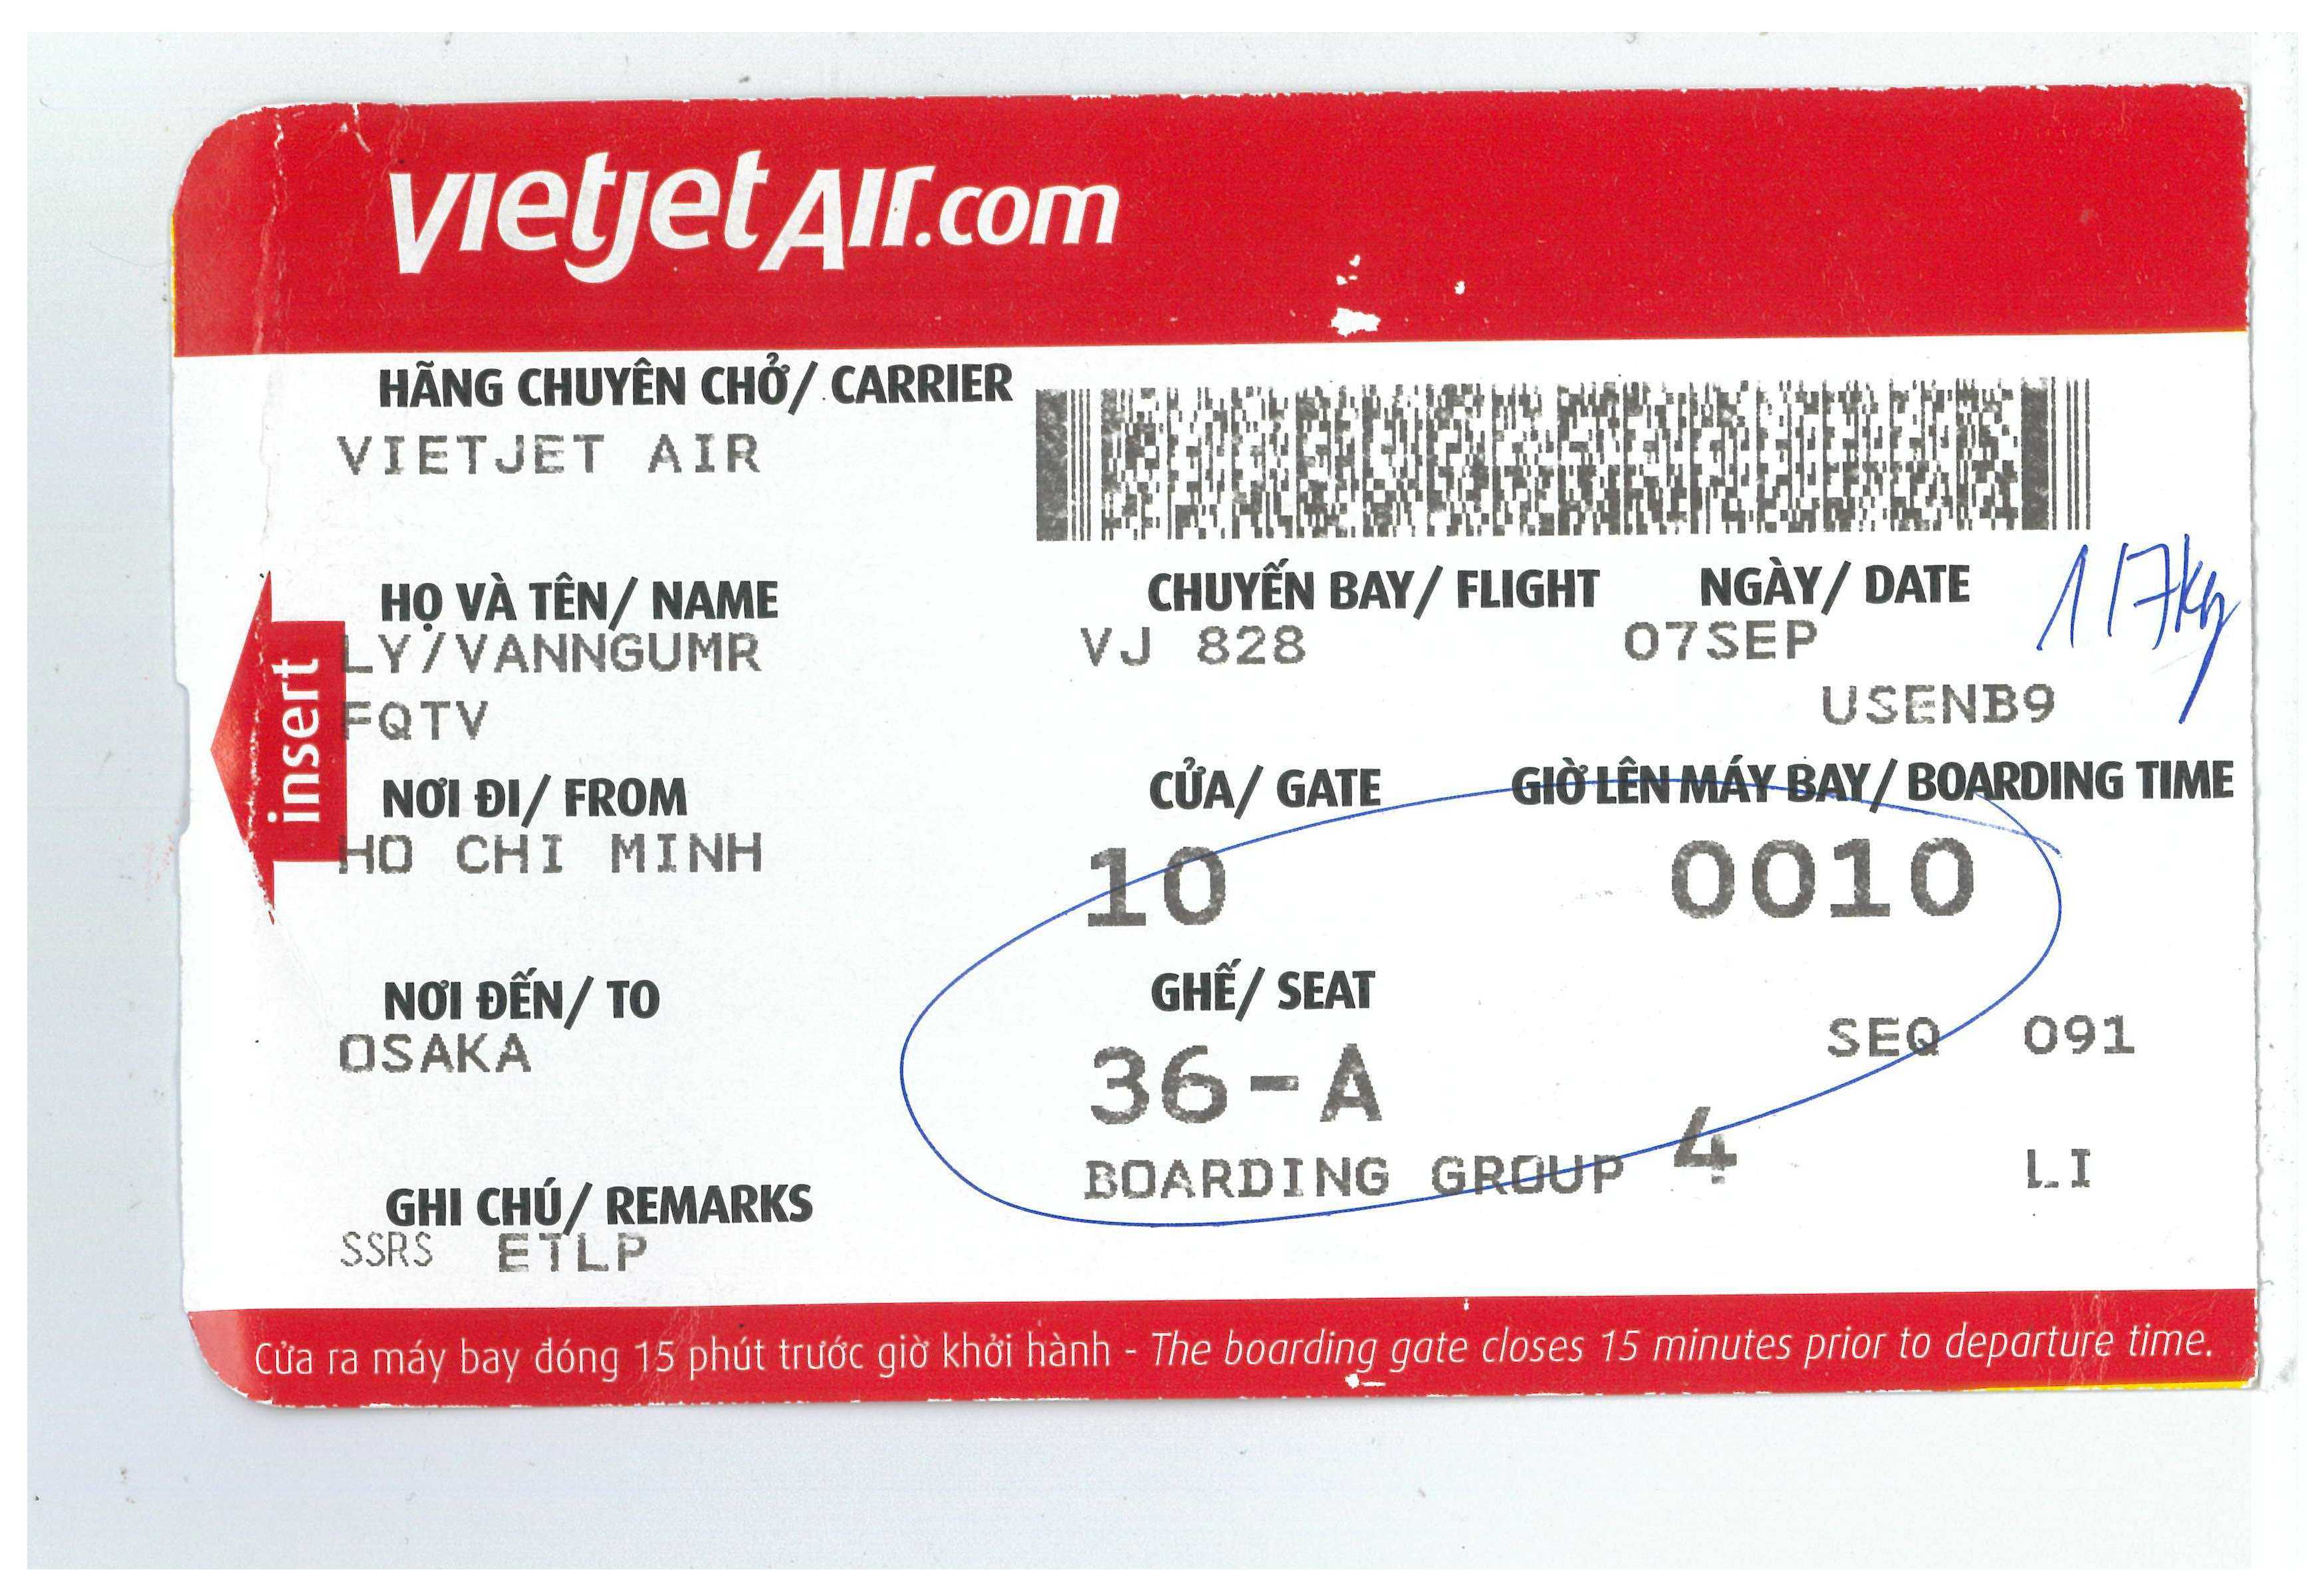 vietjetAir.com
HÃNG CHUYÊN CHỞ/ CARRIER
VIETJET AIR
HỌ VÀ TÊN/ NAME
LY/VANNGUMR
FQTV
CHUYẾN BAY/ FLIGHT NGÀY/ DATE
VJ 828 07SEP
1/7kg
USENB9
insert
NƠI ĐI/ FROM
HO CHI MINH
CỬA/ GATE GIỜ LÊN MÁY BAY/ BOARDING TIME
10 0010
NƠI ĐẾN/ TO
OSAKA
GHẾ/ SEAT
36-A SEQ 091
BOARDING GROUP 4 LI
GHI CHÚ/ REMARKS
SSRS ETLP
Cửa ra máy bay đóng 15 phút trước giờ khởi hành - The boarding gate closes 15 minutes prior to departure time.